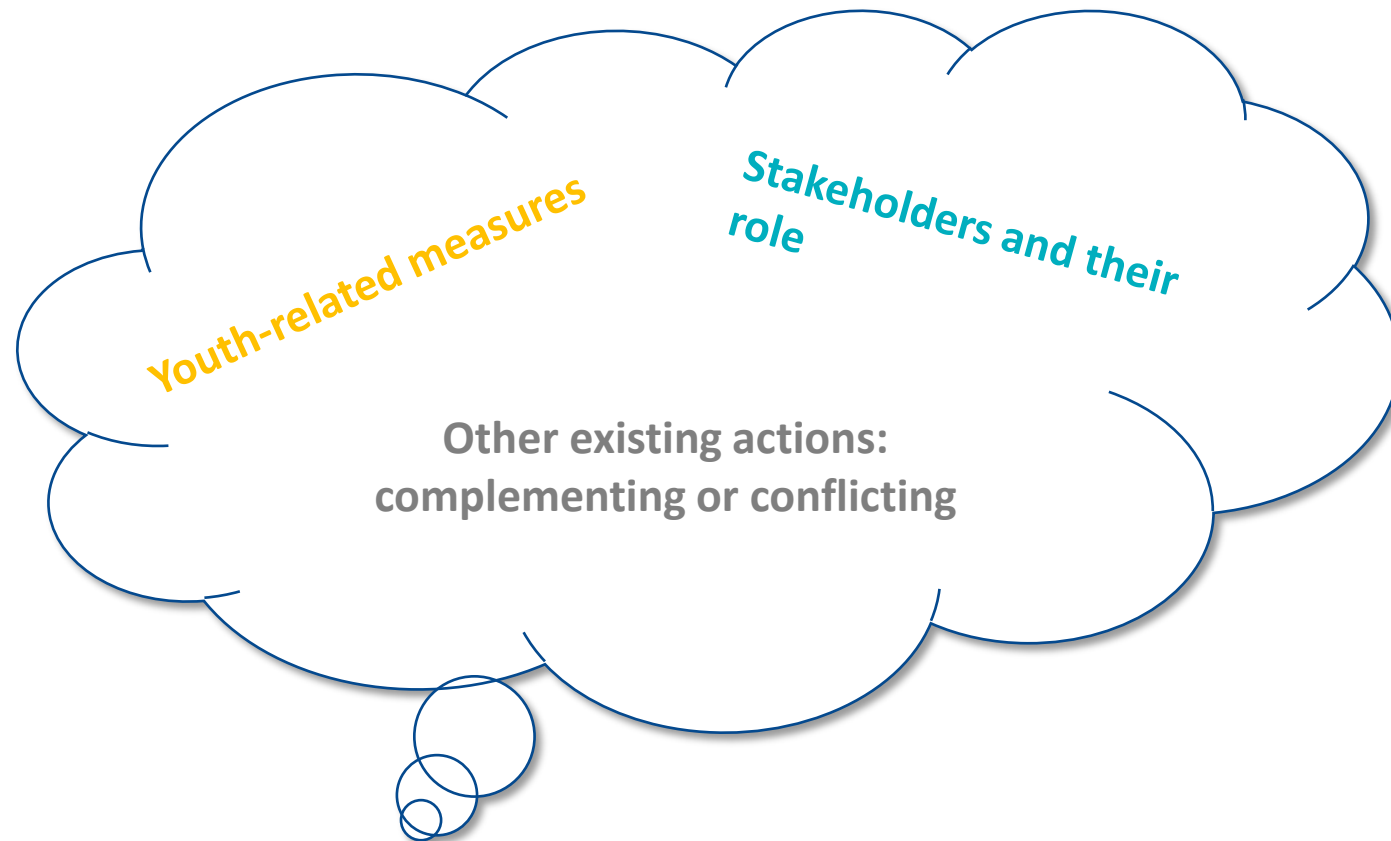 Youth-related measures
Stakeholders and their
role
Other existing actions:
complementing or conflicting